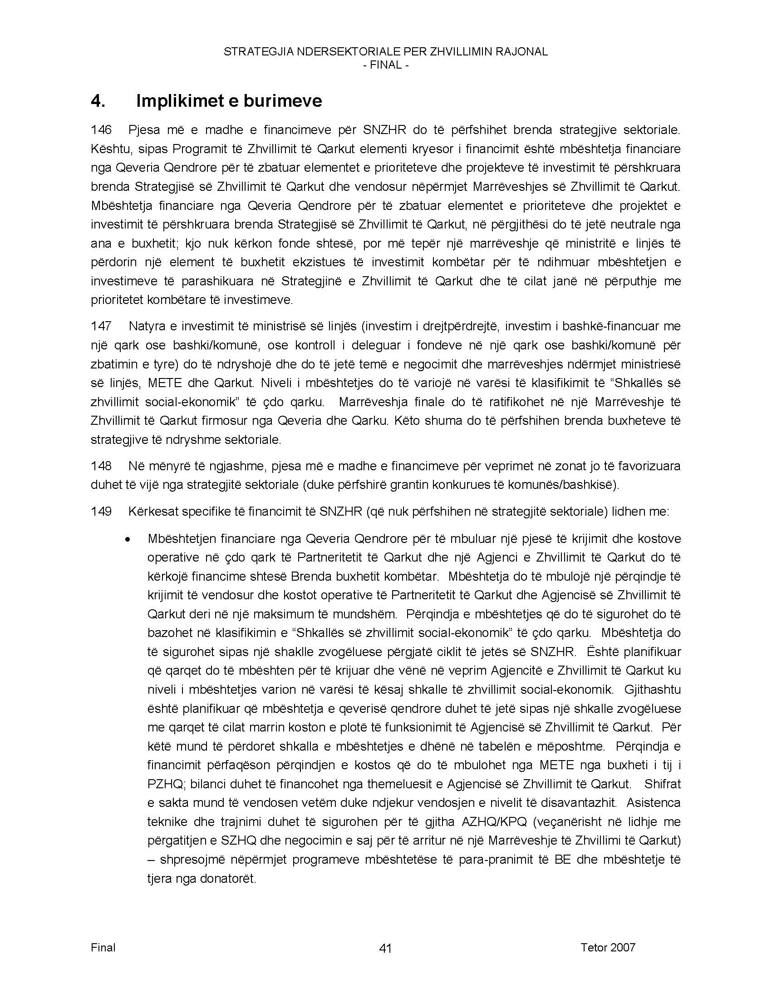 STRATEGJIA NDERSEKTORIALE PER ZHVILLIMIN RAJONAL
- FINAL -
4. Implikimet e burimeve
146 Pjesa më e madhe e financimeve për SNZHR do të përfshihet brenda strategjive sektoriale.
Kështu, sipas Programit të Zhvillimit të Qarkut elementi kryesor i financimit është mbështetja financiare
nga Qeveria Qendrore për të zbatuar elementet e prioriteteve dhe projekteve të investimit të përshkruara
brenda Strategjisë së Zhvillimit të Qarkut dhe vendosur nëpërmjet Marrëveshjes së Zhvillimit të Qarkut.
Mbështetja financiare nga Qeveria Qendrore për të zbatuar elementet e prioriteteve dhe projektet e
investimit të përshkruara brenda Strategjisë së Zhvillimit të Qarkut, në përgjithësi do të jetë neutrale nga
ana e buxhetit; kjo nuk kërkon fonde shtesë, por më tepër një marrëveshje që ministritë e linjës të
përdorin një element të buxhetit ekzistues të investimit kombëtar për të ndihmuar mbështetjen e
investimeve të parashikuara në Strategjinë e Zhvillimit të Qarkut dhe të cilat janë në përputhje me
prioritetet kombëtare të investimeve.
147 Natyra e investimit të ministrisë së linjës (investim i drejtpërdrejtë, investim i bashkë-financuar me
një qark ose bashki/komunë, ose kontroll i deleguar i fondeve në një qark ose bashki/komunë për
zbatimin e tyre) do të ndryshojë dhe do të jetë temë e negocimit dhe marrëveshjes ndërmjet ministriesë
së linjës, METE dhe Qarkut. Niveli i mbështetjes do të variojë në varësi të klasifikimit të “Shkallës së
zhvillimit social-ekonomik” të çdo qarku. Marrëveshja finale do të ratifikohet në një Marrëveshje të
Zhvillimit të Qarkut firmosur nga Qeveria dhe Qarku. Këto shuma do të përfshihen brenda buxheteve të
strategjive të ndryshme sektoriale.
148 Në mënyrë të ngjashme, pjesa më e madhe e financimeve për veprimet në zonat jo të favorizuara
duhet të vijë nga strategjitë sektoriale (duke përfshirë grantin konkurues të komunës/bashkisë).
149 Kërkesat specifike të financimit të SNZHR (që nuk përfshihen në strategjitë sektoriale) lidhen me:
• Mbështetjen financiare nga Qeveria Qendrore për të mbuluar një pjesë të krijimit dhe kostove
operative në çdo qark të Partneritetit të Qarkut dhe një Agjenci e Zhvillimit të Qarkut do të
kërkojë financime shtesë Brenda buxhetit kombëtar. Mbështetja do të mbulojë një përqindje të
krijimit të vendosur dhe kostot operative të Partneritetit të Qarkut dhe Agjencisë së Zhvillimit të
Qarkut deri në një maksimum të mundshëm. Përqindja e mbështetjes që do të sigurohet do të
bazohet në klasifikimin e “Shkallës së zhvillimit social-ekonomik” të çdo qarku. Mbështetja do
të sigurohet sipas një shaklle zvogëluese përgjatë ciklit të jetës së SNZHR. Është planifikuar
që qarqet do të mbështen për të krijuar dhe vënë në veprim Agjencitë e Zhvillimit të Qarkut ku
niveli i mbështetjes varion në varësi të kësaj shkalle të zhvillimit social-ekonomik. Gjithashtu
është planifikuar që mbështetja e qeverisë qendrore duhet të jetë sipas një shkalle zvogëluese
me qarqet të cilat marrin koston e plotë të funksionimit të Agjencisë së Zhvillimit të Qarkut. Për
këtë mund të përdoret shkalla e mbështetjes e dhënë në tabelën e mëposhtme. Përqindja e
financimit përfaqëson përqindjen e kostos që do të mbulohet nga METE nga buxheti i tij i
PZHQ; bilanci duhet të financohet nga themeluesit e Agjencisë së Zhvillimit të Qarkut. Shifrat
e sakta mund të vendosen vetëm duke ndjekur vendosjen e nivelit të disavantazhit. Asistenca
teknike dhe trajnimi duhet të sigurohen për të gjitha AZHQ/KPQ (veçanërisht në lidhje me
përgatitjen e SZHQ dhe negocimin e saj për të arritur në një Marrëveshje të Zhvillimi të Qarkut)
– shpresojmë nëpërmjet programeve mbështetëse të para-pranimit të BE dhe mbështetje të
tjera nga donatorët.
Final 41 Tetor 2007